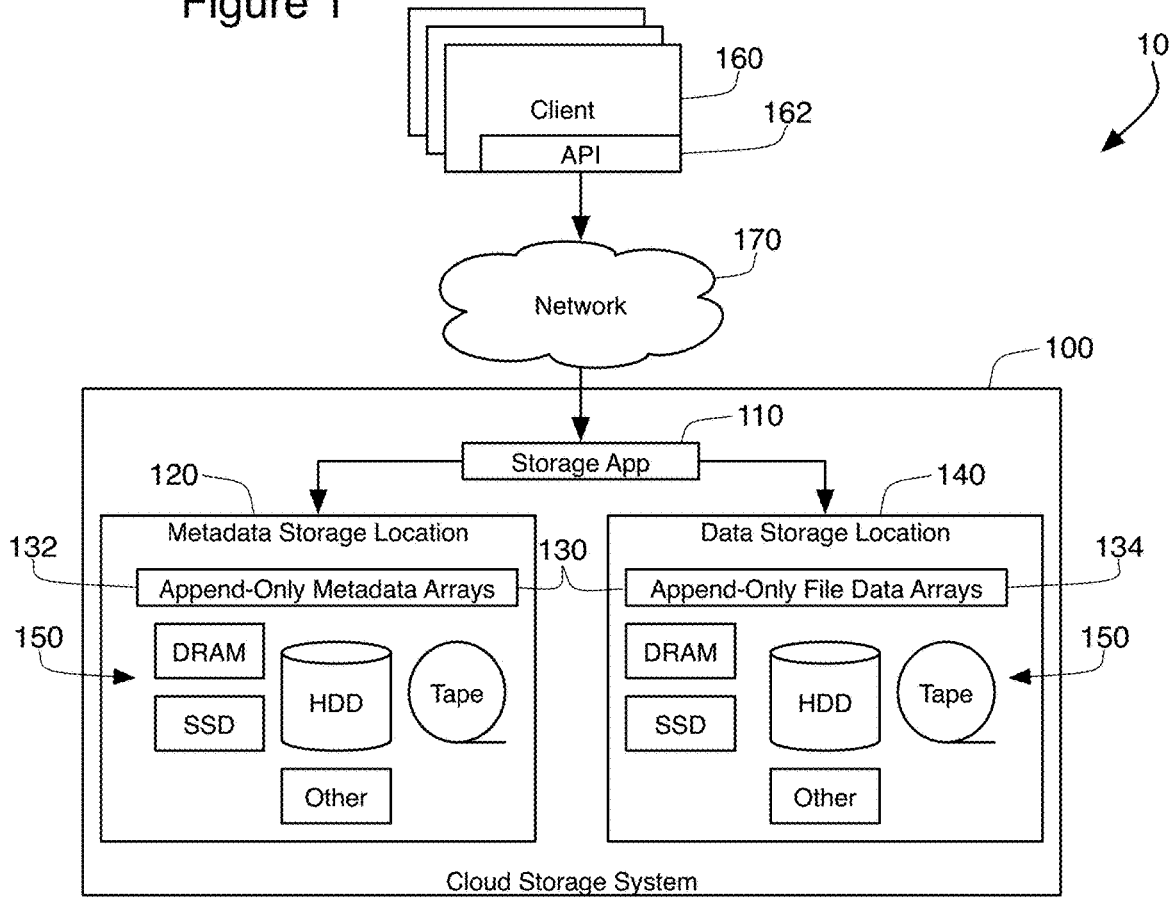 Figure 1
10
160
Client
162
API
170
Network
100
110
Storage App
120
140
Metadata Storage Location
Data Storage Location
132
130
134
Append-Only Metadata Arrays
Append-Only File Data Arrays
150
DRAM
HDD
Tape
SSD
Other
DRAM
HDD
Tape
SSD
Other
150
Cloud Storage System